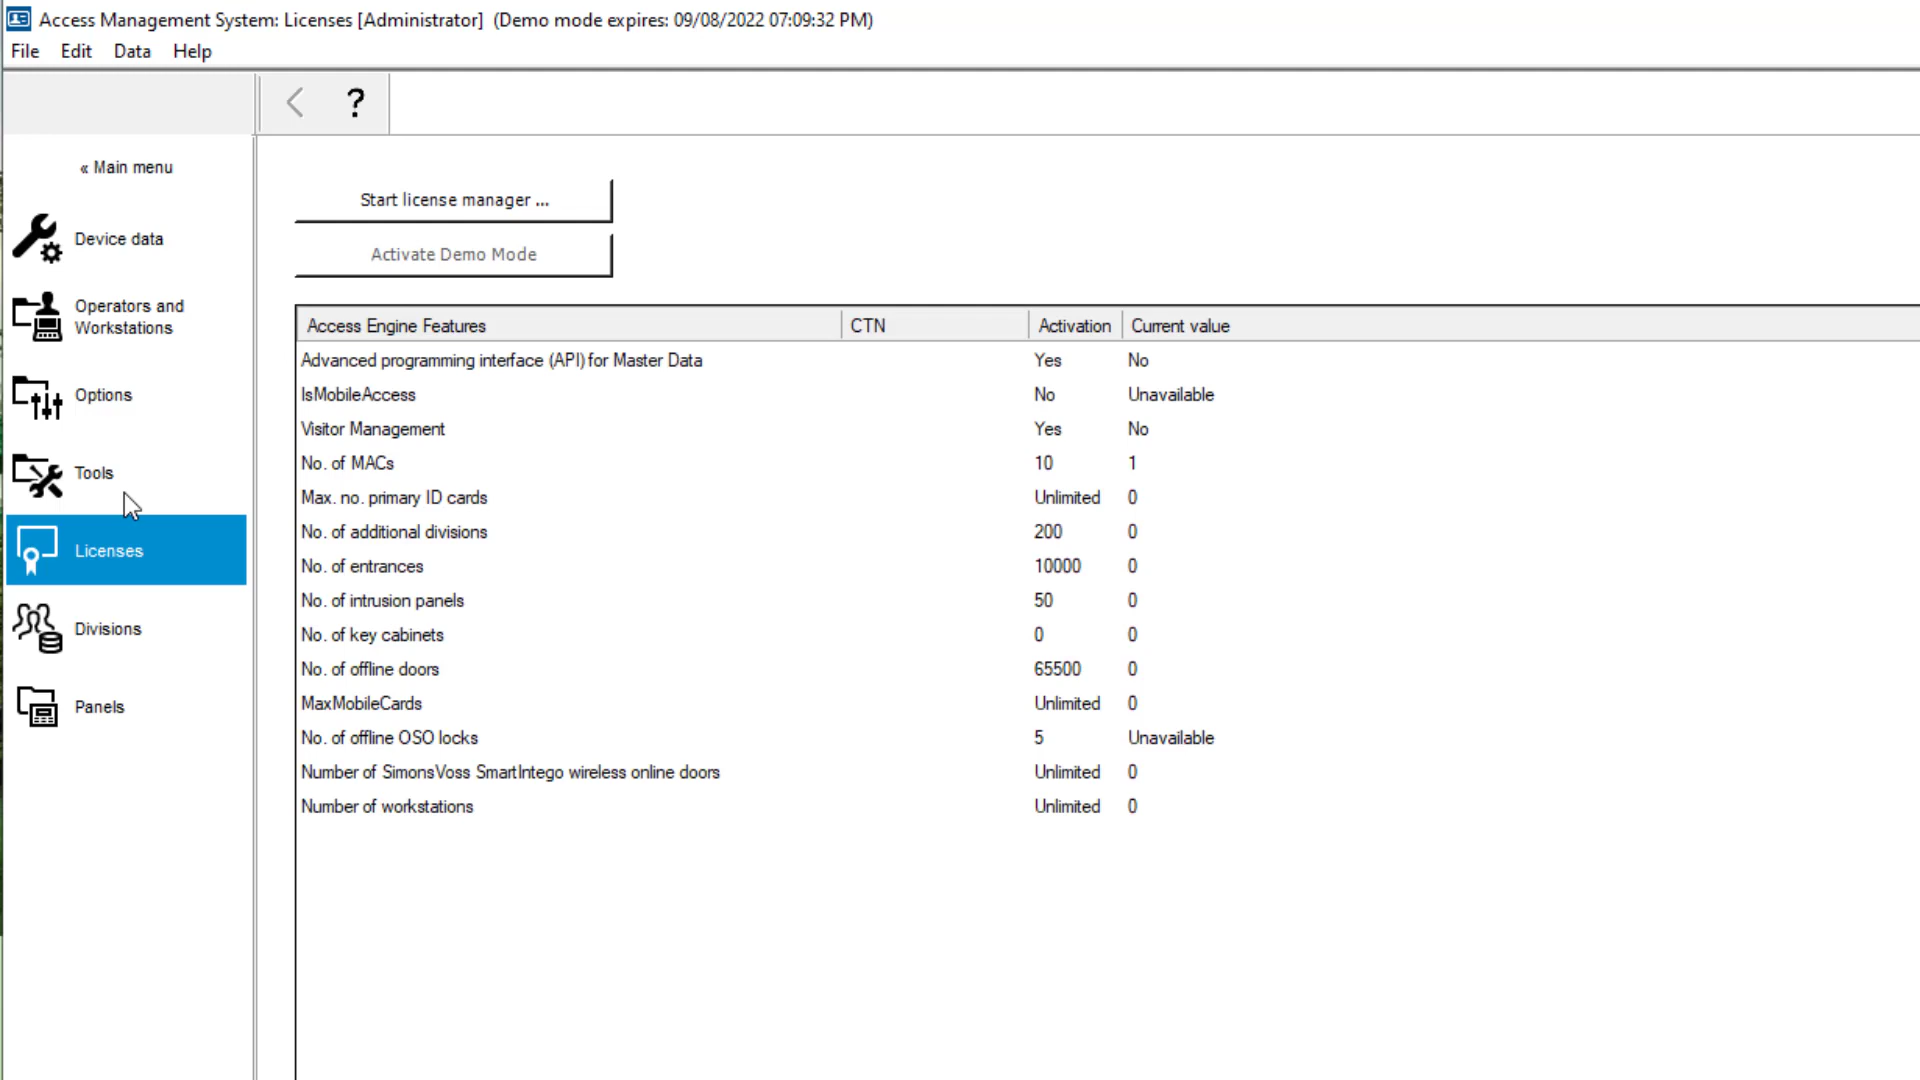 Access Management System: Licenses [Administrator]  (Demo mode expires: 09/08/2022 07:09:32 PM)
File Edit Data Help
?
« Main menu
Device data
Operators and
Workstations
Options
Tools
Licenses
Divisions
Panels
Start license manager ...
Activate Demo Mode
Access Engine Features CTN Activation Current value
Advanced programming interface (API) for Master Data Yes No
IsMobileAccess No Unavailable
Visitor Management Yes No
No. of MACs 10 1
Max. no. primary ID cards Unlimited 0
No. of additional divisions 200 0
No. of entrances 10000 0
No. of intrusion panels 50 0
No. of key cabinets 0 0
No. of offline doors 65500 0
MaxMobileCards Unlimited 0
No. of offline OSO locks 5 Unavailable
Number of SimonsVoss SmartIntego wireless online doors Unlimited 0
Number of workstations Unlimited 0